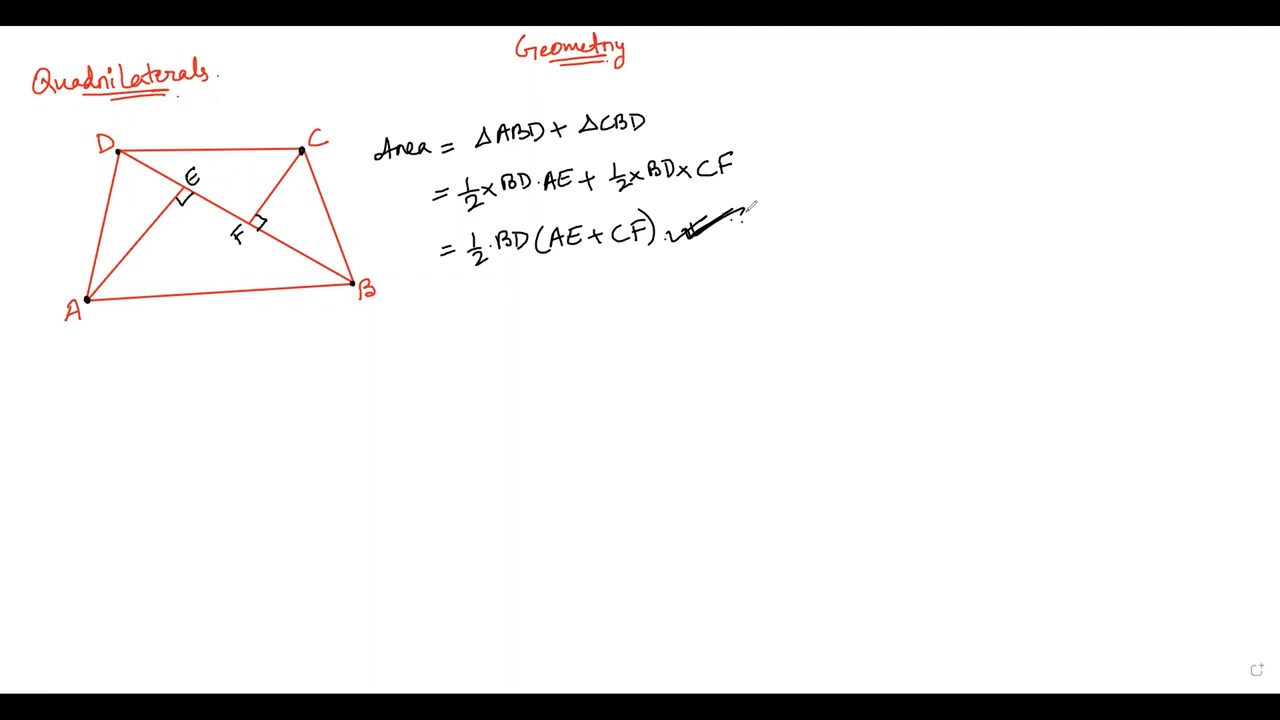 Geometry
Quadrilaterals.
D
C
E
F
A
B
Area = ΔABD + ΔCBD
= 1/2 × BD · AE + 1/2 × BD × CF
= 1/2 · BD (AE + CF)